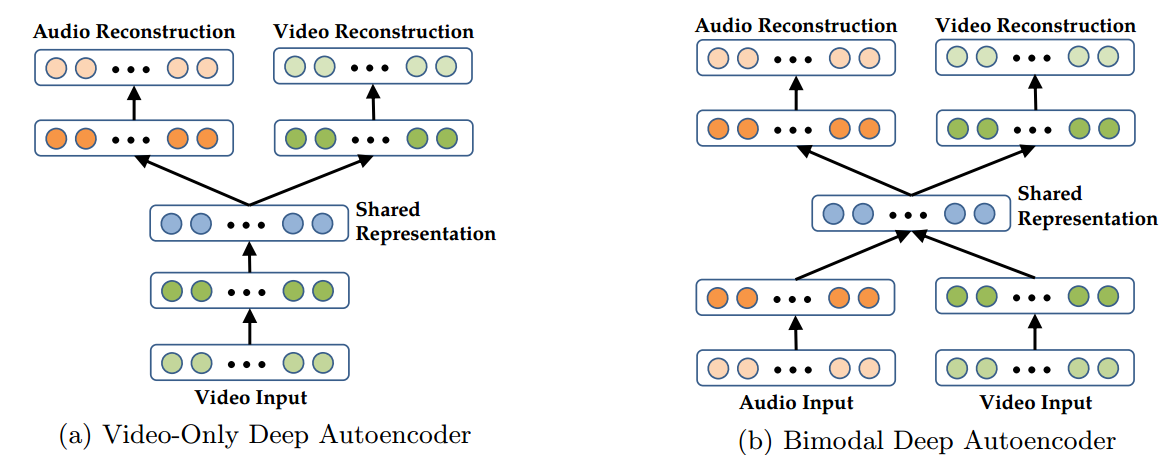 Audio Reconstruction
Video Reconstruction
Shared
Representation
Video Input
(a) Video-Only Deep Autoencoder
Audio Reconstruction
Video Reconstruction
Shared
Representation
Audio Input
Video Input
(b) Bimodal Deep Autoencoder